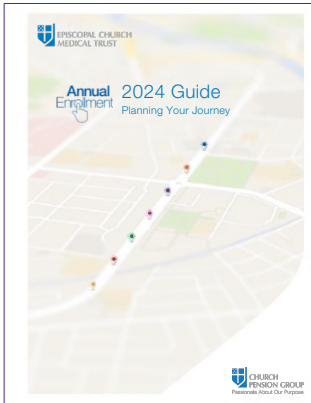 EPISCOPAL CHURCH
MEDICAL TRUST
Annual
Enrollment
2024 Guide
Planning Your Journey
CHURCH
PENSION GROUP
Passionate About Our Purpose